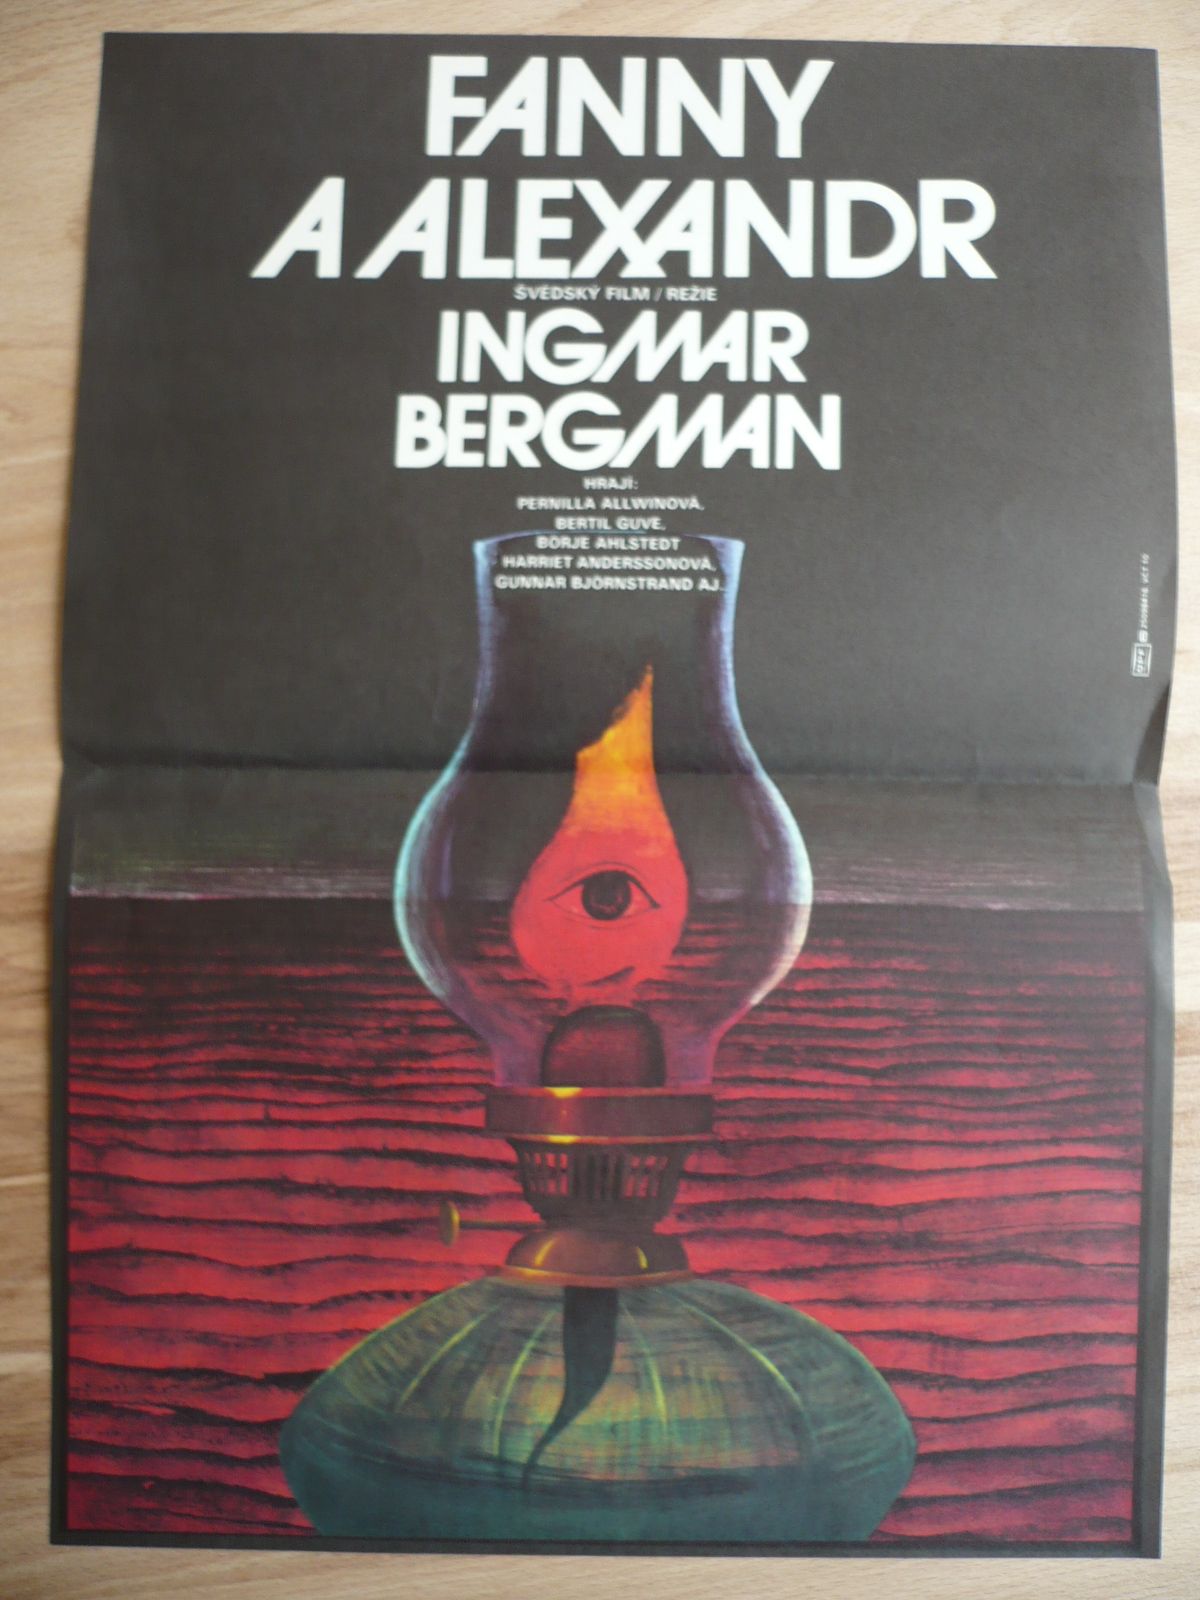 FANNY
A ALEXANDR
ŠVÉDSKÝ FILM / REŽIE
INGMAR
BERGMAN
HRAJÍ:
PERNILLA ALLWINOVÁ,
BERTIL GUVE,
BÖRJE AHLSTEDT
HARRIET ANDERSSONOVÁ,
GUNNAR BJÖRNSTRAND AJ.